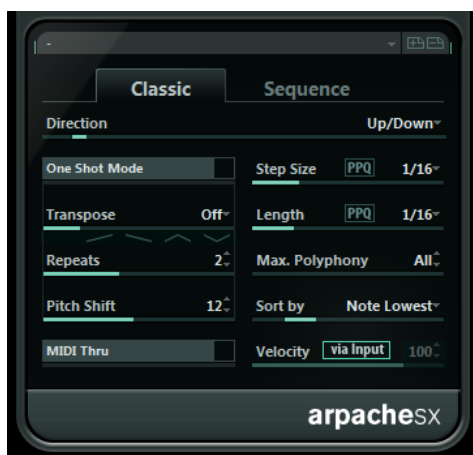 -
Classic Sequence
Direction Up/Down
One Shot Mode Step Size PPQ 1/16
Transpose Off Length PPQ 1/16
Repeats 2 Max. Polyphony All
Pitch Shift 12 Sort by Note Lowest
MIDI Thru Velocity via Input 100
arpacheSX